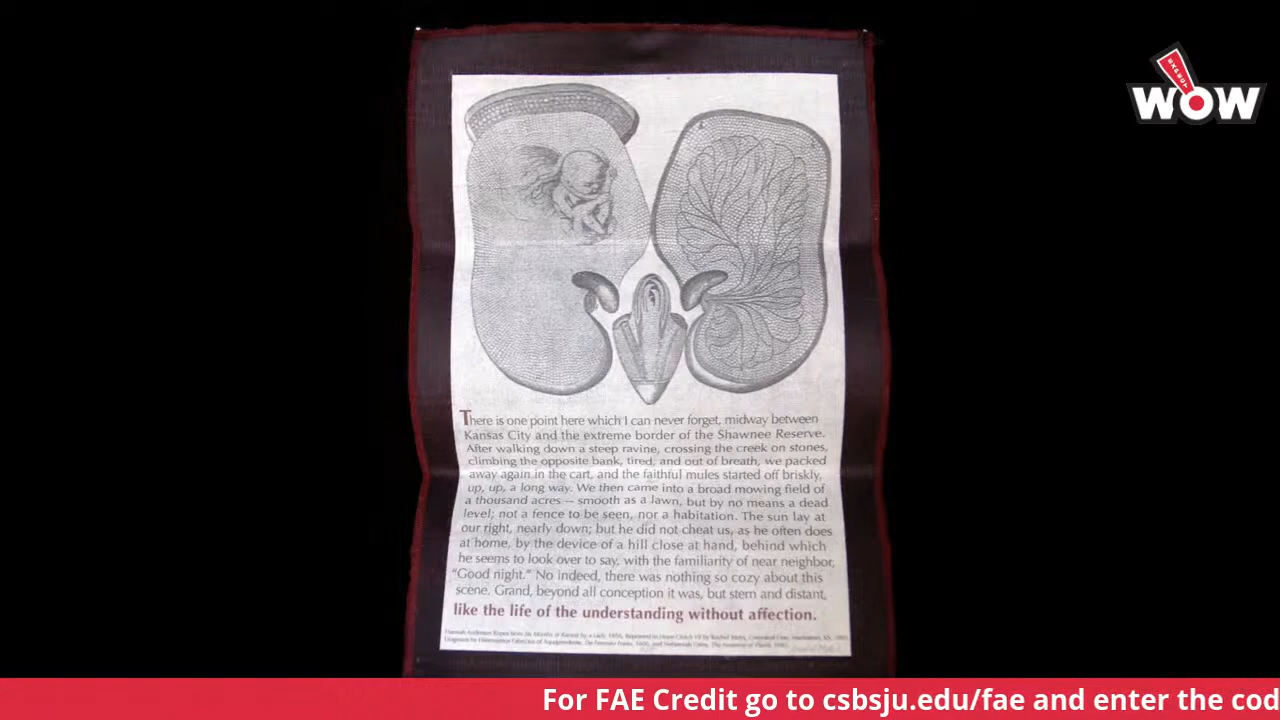 WOW
There is one point here which I can never forget, midway between
Kansas City and the extreme border of the Shawnee Reserve.
After walking down a steep ravine, crossing the creek on stones,
climbing the opposite bank, tired, and out of breath, we packed
away again in the cart, and the faithful mules started off briskly,
up, up, a long way. We then came into a broad mowing field of
a thousand acres — smooth as a lawn, but by no means a dead
level; not a fence to be seen, nor a habitation. The sun lay at
our right, nearly down; but he did not cheat us, as he often does
at home, by the device of a hill close at hand, behind which
he seems to look over to say, with the familiarity of near neighbor,
"Good night." No indeed, there was nothing so cozy about this
scene. Grand, beyond all conception it was, but stern and distant,
like the life of the understanding without affection.
For FAE Credit go to csbsju.edu/fae and enter the cod